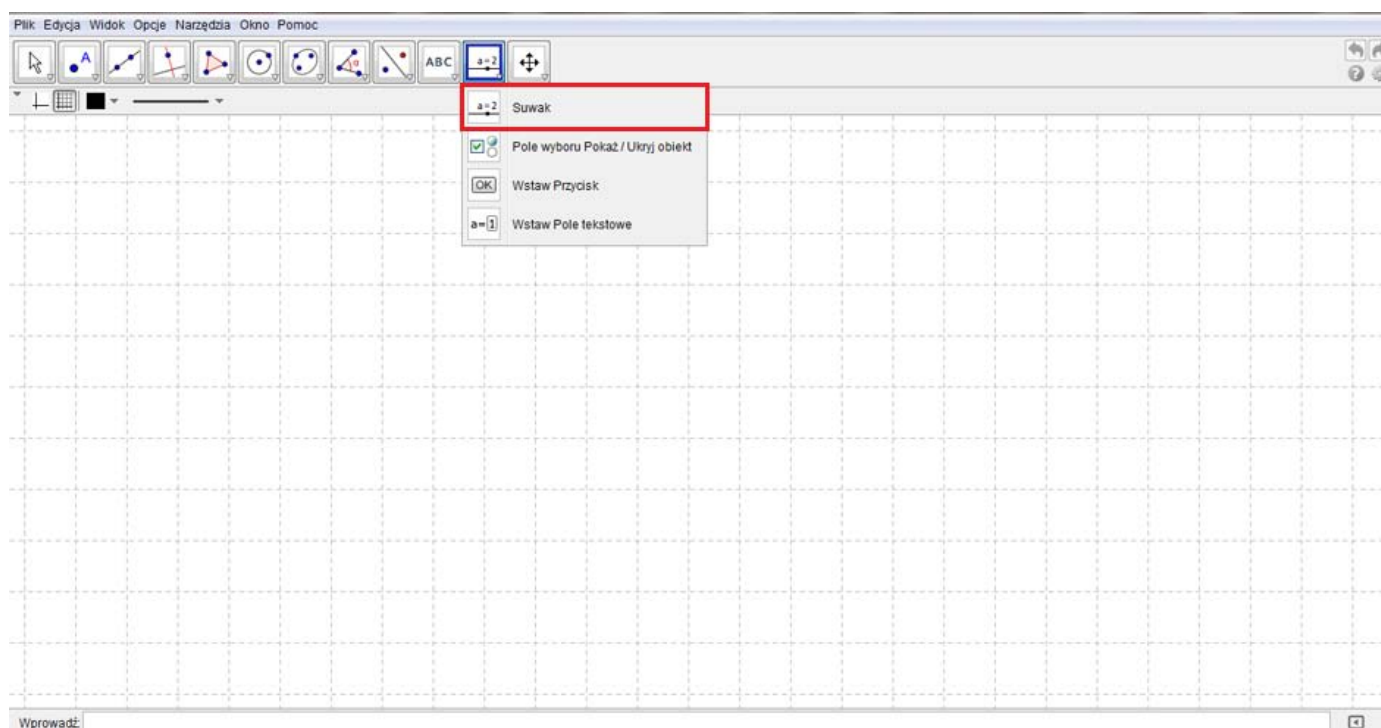 Plik Edycja Widok Opcje Narzędzia Okno Pomoc
A
α
ABC
a=2
a=2 Suwak
Pole wyboru Pokaż / Ukryj obiekt
OK Wstaw Przycisk
a=1 Wstaw Pole tekstowe
Wprowadź: